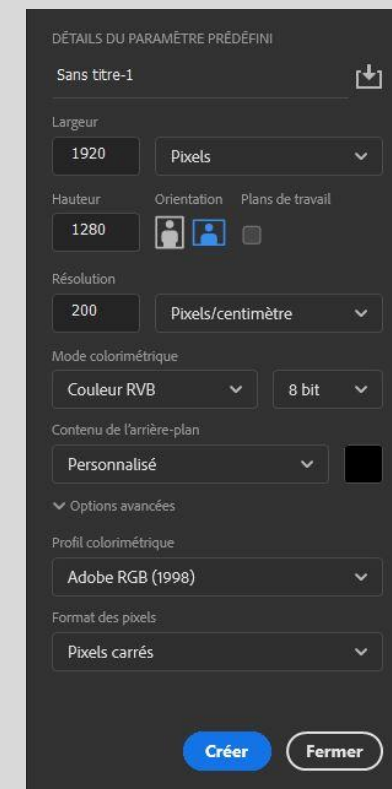 DÉTAILS DU PARAMÈTRE PRÉDÉFINI
Sans titre-1
Largeur
1920 Pixels
Hauteur Orientation Plans de travail
1280
Résolution
200 Pixels/centimètre
Mode colorimétrique
Couleur RVB 8 bit
Contenu de l'arrière-plan
Personnalisé
Options avancées
Profil colorimétrique
Adobe RGB (1998)
Format des pixels
Pixels carrés
Créer Fermer